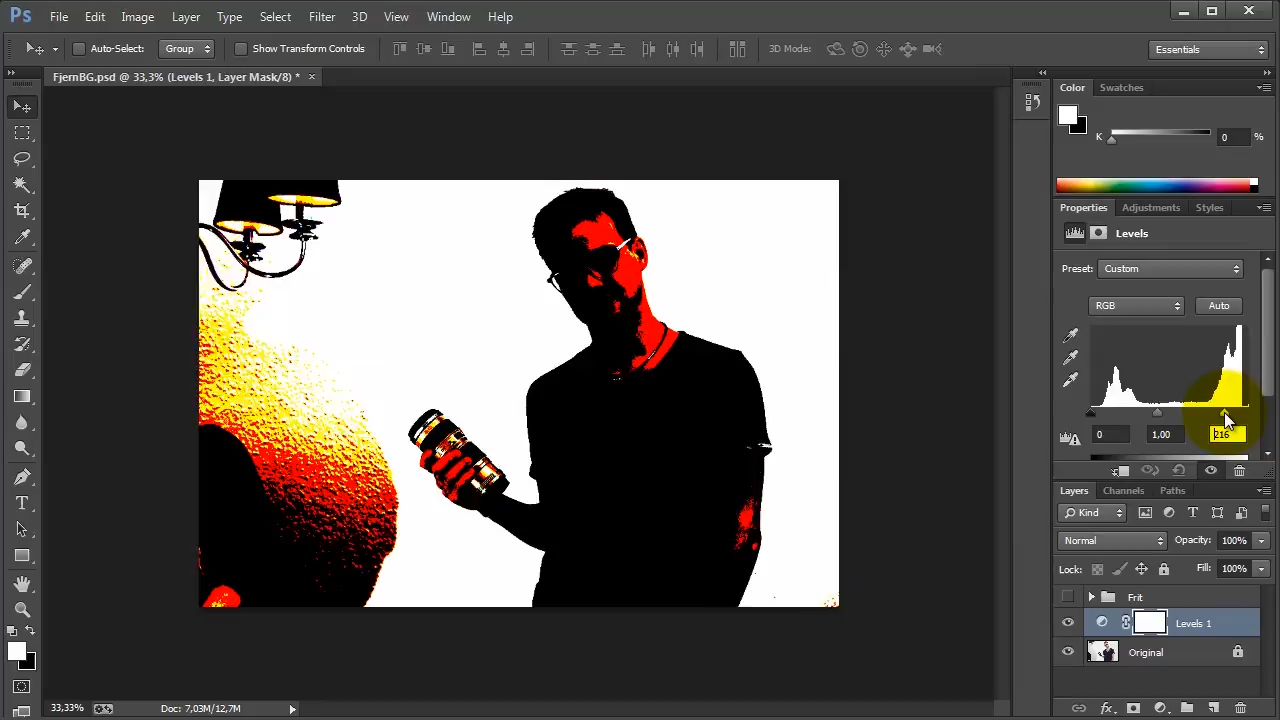 Ps File Edit Image Layer Type Select Filter 3D View Window Help
Auto-Select: Group Show Transform Controls 3D Mode: Essentials
FjernBG.psd @ 33,3% (Levels 1, Layer Mask/8) *
Color Swatches
K 0 %
Properties Adjustments Styles
Levels
Preset: Custom
RGB Auto
0 1,00 216
Layers Channels Paths
Kind
Normal Opacity: 100%
Lock: Fill: 100%
Frit
Levels 1
Original
33,33% Doc: 7,03M/12,7M